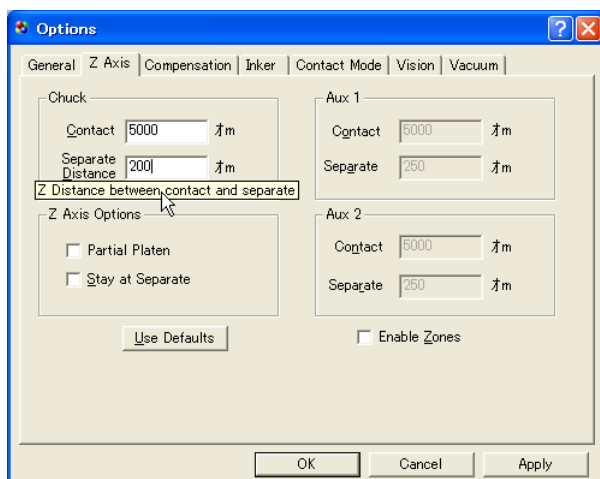 Options
General Z Axis Compensation Inker Contact Mode Vision Vacuum
Chuck
Contact 5000 ｵm
Separate Distance 200 ｵm
Z Distance between contact and separate
Z Axis Options
Partial Platen
Stay at Separate
Use Defaults
Aux 1
Contact 5000 ｵm
Separate 250 ｵm
Aux 2
Contact 5000 ｵm
Separate 250 ｵm
Enable Zones
OK Cancel Apply